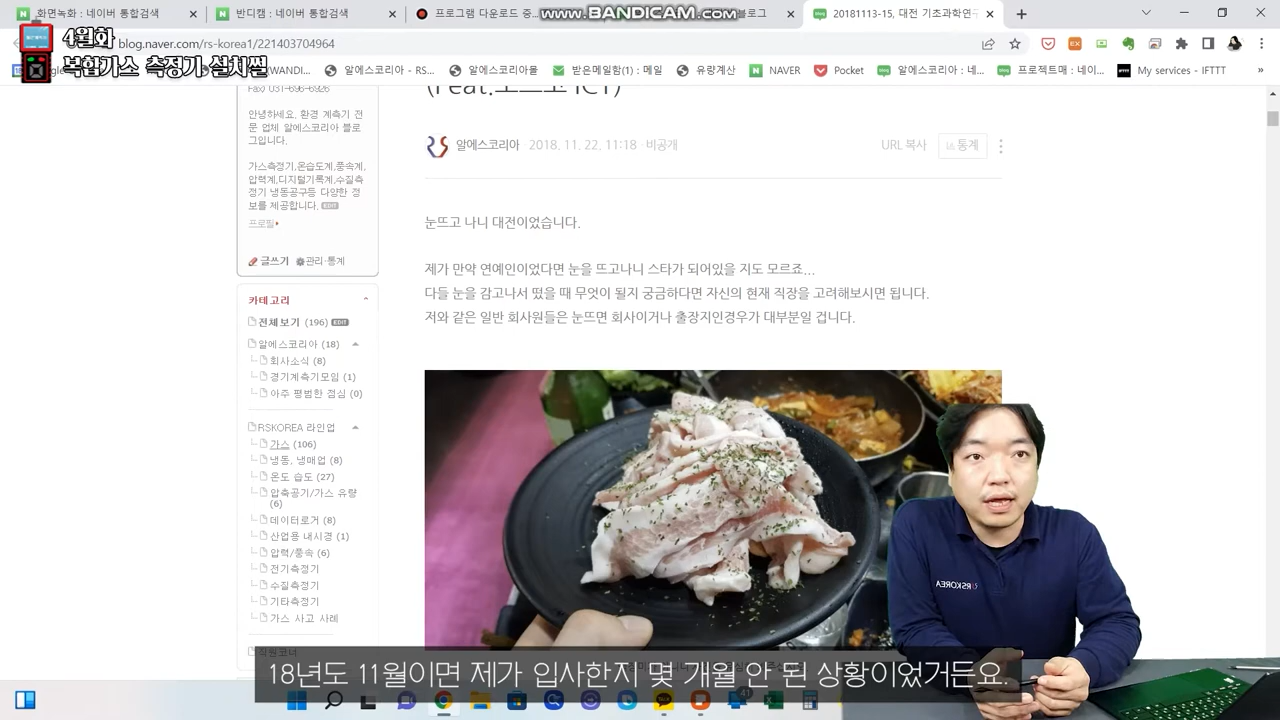 화면녹화 : 네이버 통합검색
반디캠 : 네이버 통합검색
프로그램 다운로드 중...
www.BANDICAM.com
블로그
20181113-15, 대전 기초과학연구
4월화
복합가스 측정기 설치썰
blog.naver.com/rs-korea1/221403704964
알에스코리아 - RS...
알에스코리아몰
받은메일함(1) : 메일
유량계...
NAVER
Pocket
알에스코리아 : 네...
프로젝트매 : 네이...
My services - IFTTT
Fax) 031-696-6926
안녕하세요, 환경 계측기 전
문 업체 알에스코리아 블로
그입니다.
가스측정기,온습도계,풍속계,
압력계,디지털기록계,수질측
정기 냉동공구등 다양한 정
보를 제공합니다. EDIT
프로필
글쓰기 관리·통계
카테고리
전체보기 (196) EDIT
알에스코리아 (18)
회사소식 (8)
경기계측기모임 (1)
아주 평범한 점심 (0)
RSKOREA 라인업
가스 (106)
냉동, 냉매업 (8)
온도 습도 (27)
압축공기/가스 유량
(6)
데이터로거 (8)
산업용 내시경 (1)
압력/풍속 (6)
전기측정기
수질측정기
기타측정기
가스 사고 사례
직원코너
알에스코리아 2018. 11. 22. 11:18 · 비공개
URL 복사 통계
눈뜨고 나니 대전이었습니다.
제가 만약 연예인이었다면 눈을 뜨고나니 스타가 되어있을 지도 모르죠...
다들 눈을 감고나서 떴을 때 무엇이 될지 궁금하다면 자신의 현재 직장을 고려해보시면 됩니다.
저와 같은 일반 회사원들은 눈뜨면 회사이거나 출장지인경우가 대부분일 겁니다.
RSKOREA
18년도 11월이면 제가 입사한지 몇 개월 안 된 상황이었거든요.
41